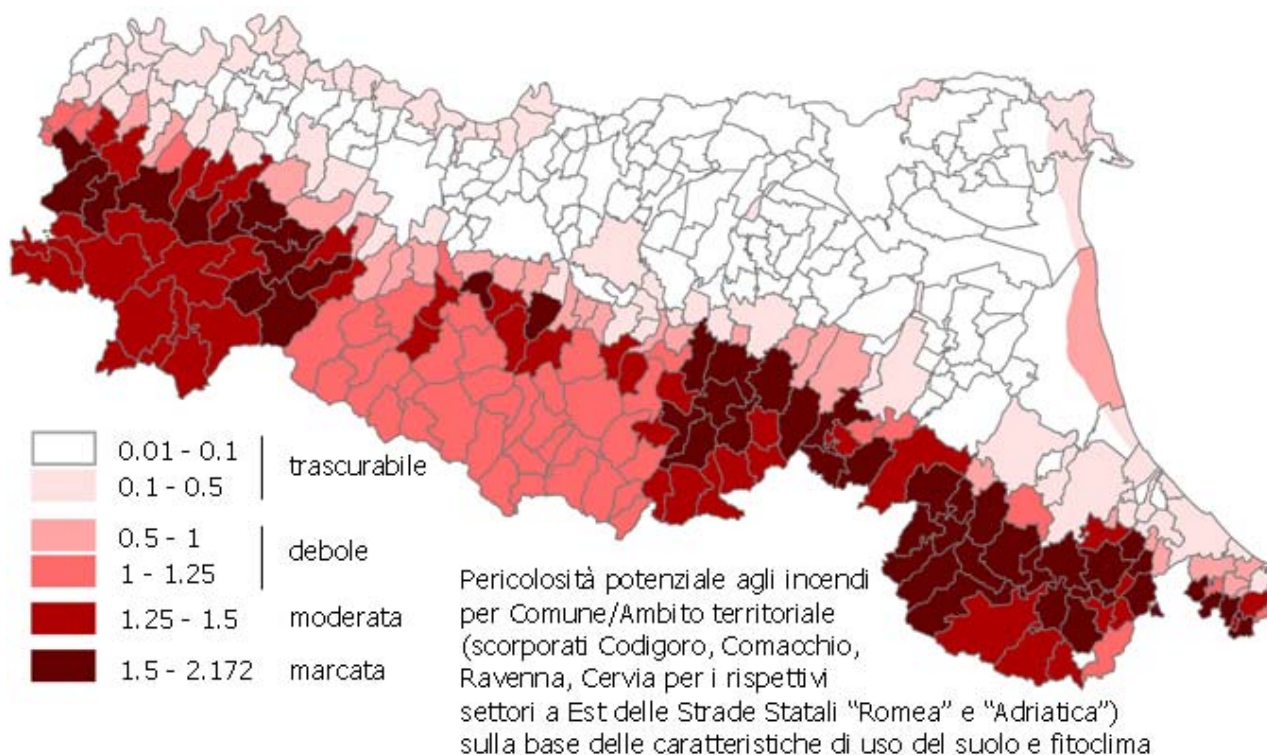 0.01 - 0.1
trascurabile
0.1 - 0.5
0.5 - 1
debole
1 - 1.25
1.25 - 1.5 moderata
1.5 - 2.172 marcata
Pericolosità potenziale agli incendi
per Comune/Ambito territoriale
(scorporati Codigoro, Comacchio,
Ravenna, Cervia per i rispettivi
settori a Est delle Strade Statali "Romea" e "Adriatica")
sulla base delle caratteristiche di uso del suolo e fitoclima